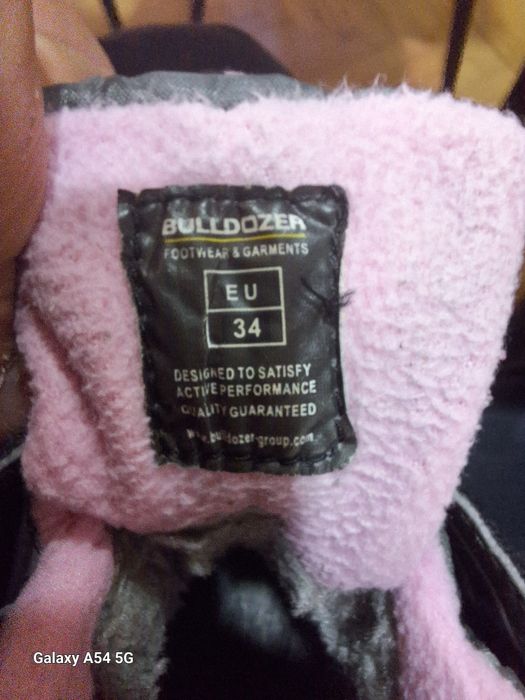 BULLDOZER
FOOTWEAR & GARMENTS
EU
34
DESIGNED TO SATISFY
ACTIVE PERFORMANCE
QUALITY GUARANTEED
www.bulldozer-group.com
Galaxy A54 5G